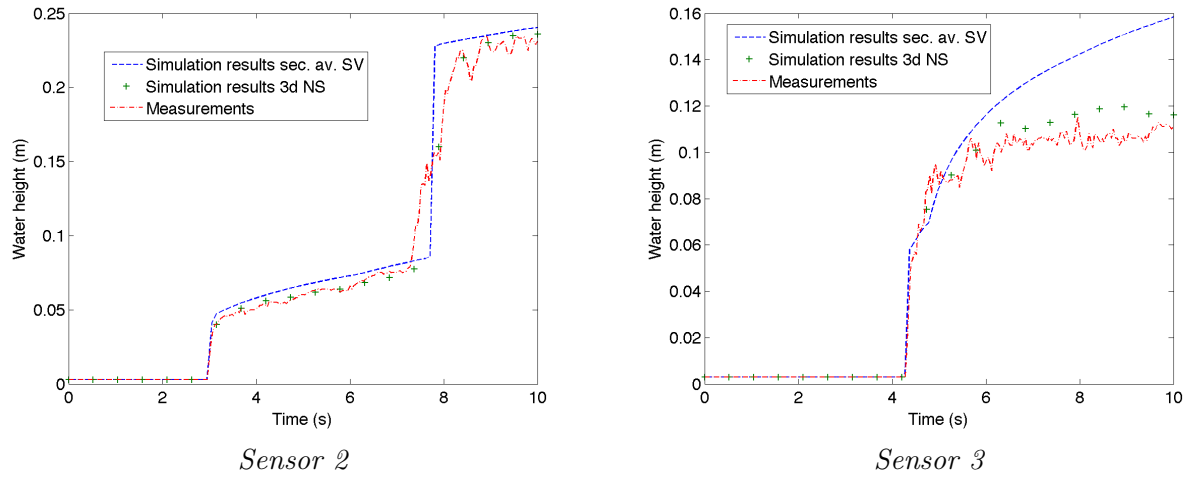 0.25
0.2
0.15
0.1
0.05
0
0 2 4 6 8 10
Water height (m)
Time (s)
Simulation results sec. av. SV
Simulation results 3d NS
Measurements
Sensor 2
0.16
0.14
0.12
0.1
0.08
0.06
0.04
0.02
0
0 2 4 6 8 10
Water height (m)
Time (s)
Simulation results sec. av. SV
Simulation results 3d NS
Measurements
Sensor 3